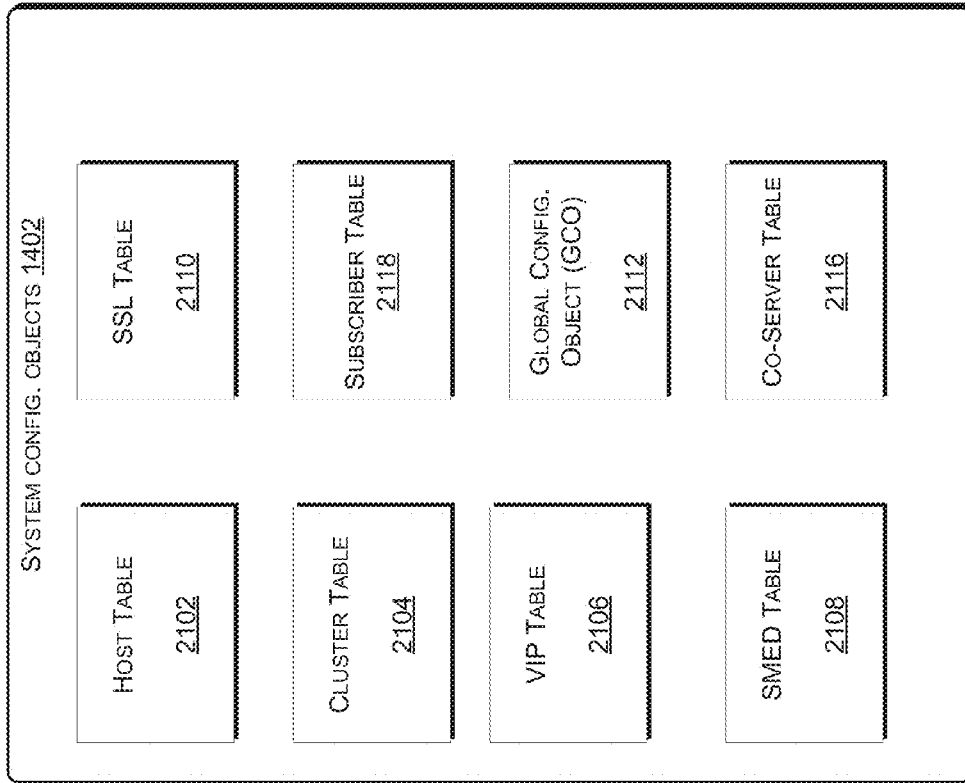 SYSTEM CONFIG. OBJECTS 1402
HOST TABLE
2102
SSL TABLE
2110
CLUSTER TABLE
2104
SUBSCRIBER TABLE
2118
VIP TABLE
2106
GLOBAL CONFIG.
OBJECT (GCO)
2112
SMED TABLE
2108
CO-SERVER TABLE
2116